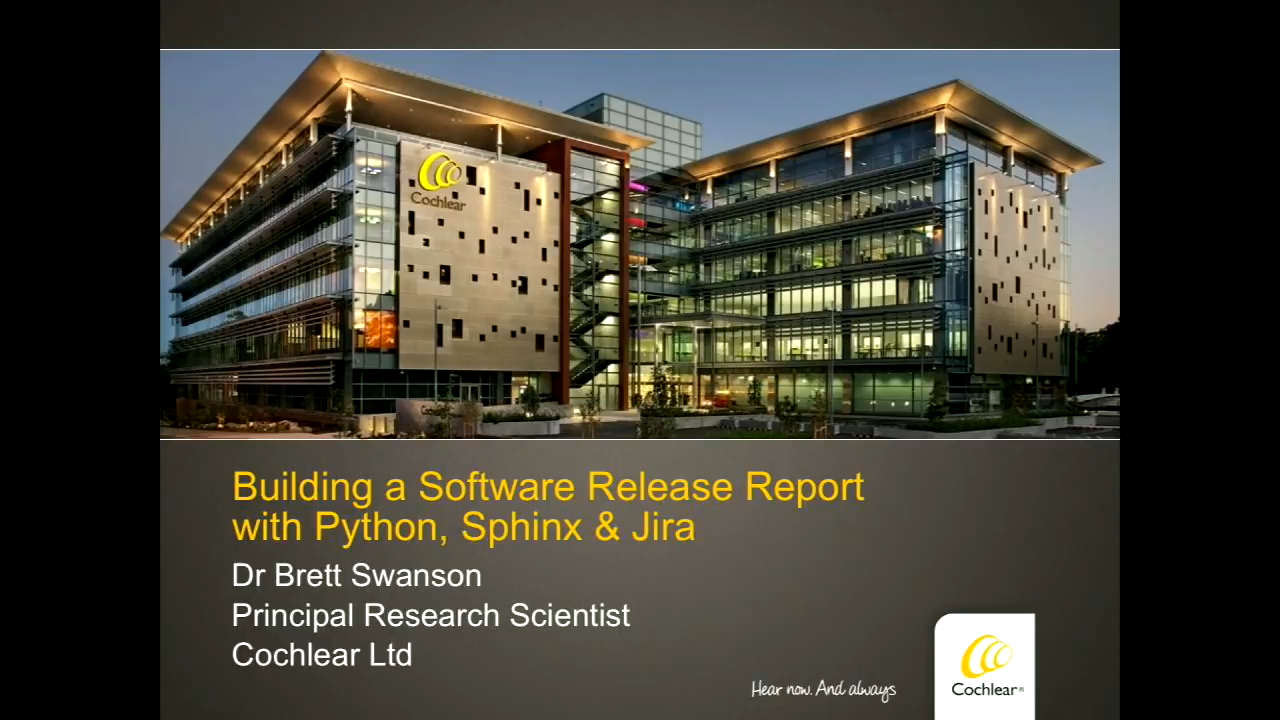 Cochlear
Building a Software Release Report
with Python, Sphinx & Jira
Dr Brett Swanson
Principal Research Scientist
Cochlear Ltd
Hear now. And always
Cochlear®